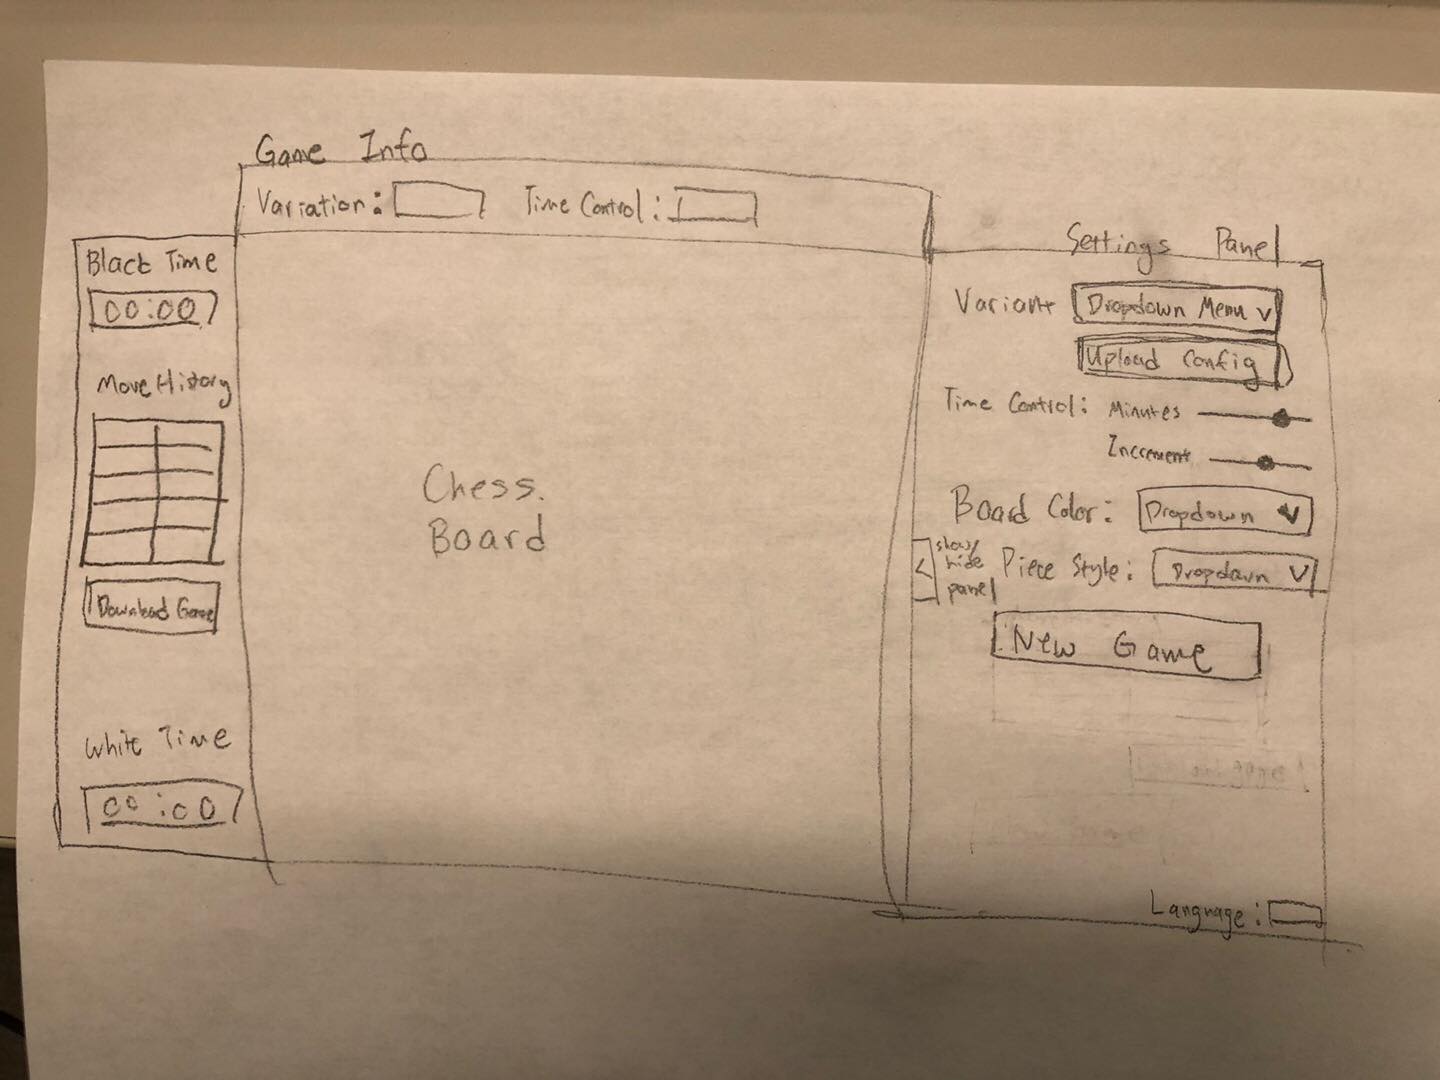 Game Info
Variation:
Time Control:
Black Time
00:00
Move History
Download Game
White Time
00:00
Chess.
Board
Settings Panel
Variant Dropdown Menu
Upload Config
Time Control: Minutes
Increment
Board Color: Dropdown
show/
hide
panel
<
Piece Style: Dropdown
New Game
Language: